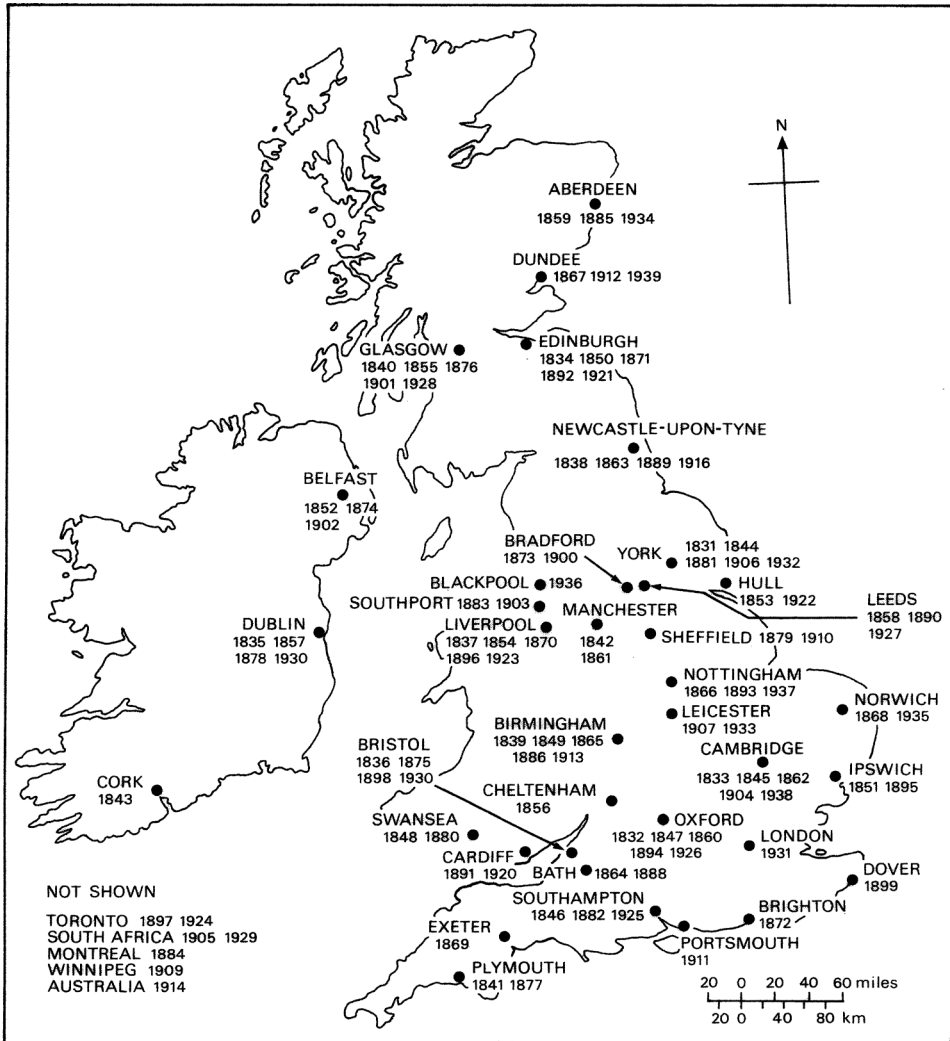 N
ABERDEEN
1859 1885 1934
DUNDEE
1867 1912 1939
EDINBURGH
1834 1850 1871
1892 1921
GLASGOW
1840 1855 1876
1901 1928
NEWCASTLE-UPON-TYNE
1838 1863 1889 1916
BELFAST
1852 1874
1902
BRADFORD
1873 1900
YORK
1831 1844
1881 1906 1932
BLACKPOOL 1936
HULL
1853 1922
SOUTHPORT 1883 1903
LEEDS
1858 1890
1927
MANCHESTER
1842
1861
LIVERPOOL
1837 1854 1870
1896 1923
DUBLIN
1835 1857
1878 1930
SHEFFIELD 1879 1910
NOTTINGHAM
1866 1893 1937
LEICESTER
1907 1933
NORWICH
1868 1935
BIRMINGHAM
1839 1849 1865
1886 1913
BRISTOL
1836 1875
1898 1930
CAMBRIDGE
1833 1845 1862
1904 1938
IPSWICH
1851 1895
CORK
1843
CHELTENHAM
1856
SWANSEA
1848 1880
OXFORD
1832 1847 1860
1894 1926
LONDON
1931
CARDIFF
1891 1920
BATH 1864 1888
DOVER
1899
SOUTHAMPTON
1846 1882 1925
BRIGHTON
1872
EXETER
1869
PORTSMOUTH
1911
PLYMOUTH
1841 1877
NOT SHOWN
TORONTO 1897 1924
SOUTH AFRICA 1905 1929
MONTREAL 1884
WINNIPEG 1909
AUSTRALIA 1914
20 0 20 40 60 miles
20 0 40 80 km